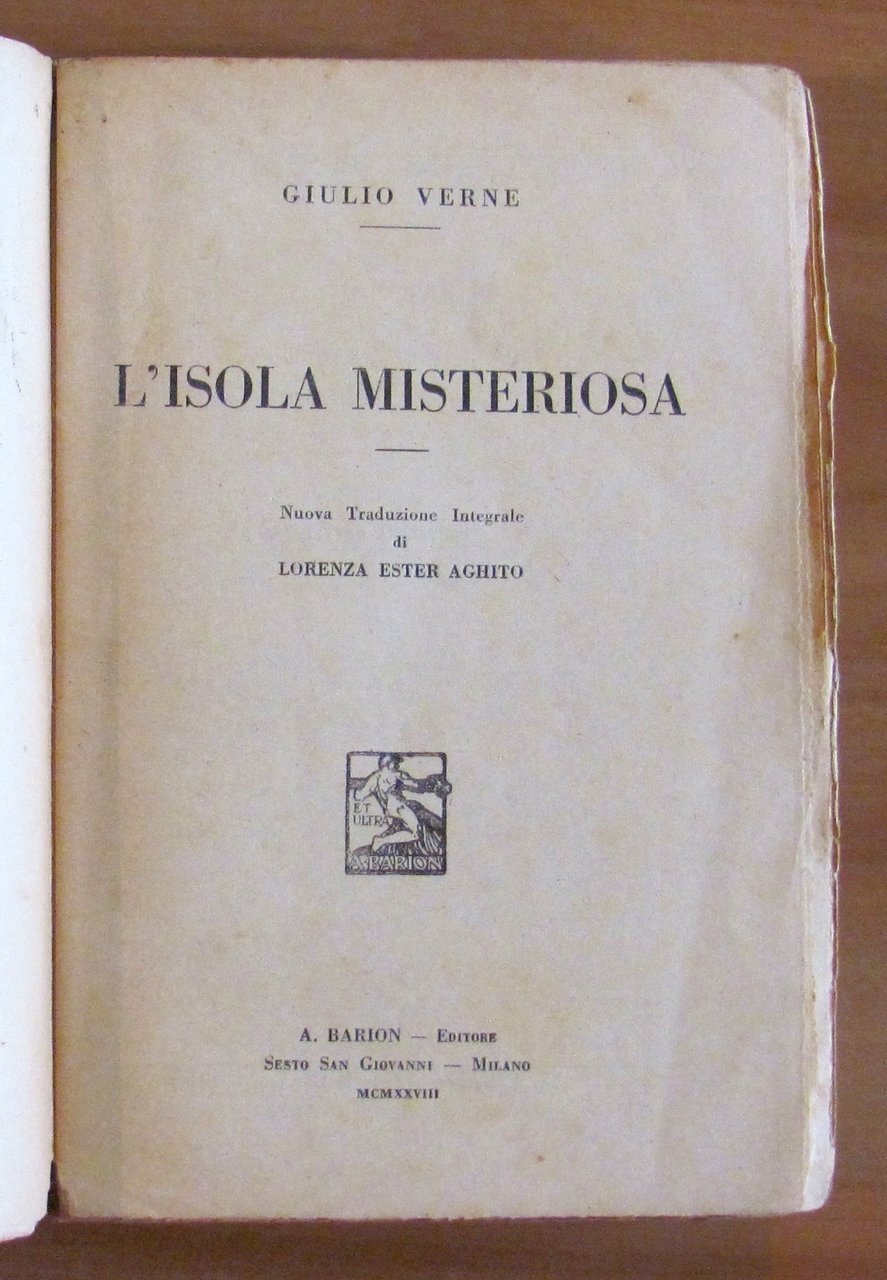 GIULIO VERNE
L'ISOLA MISTERIOSA
Nuova Traduzione Integrale
di
LORENZA ESTER AGHITO
ET
ULTRA
A·BARION
A. BARION — EDITORE
SESTO SAN GIOVANNI — MILANO
MCMXXVIII